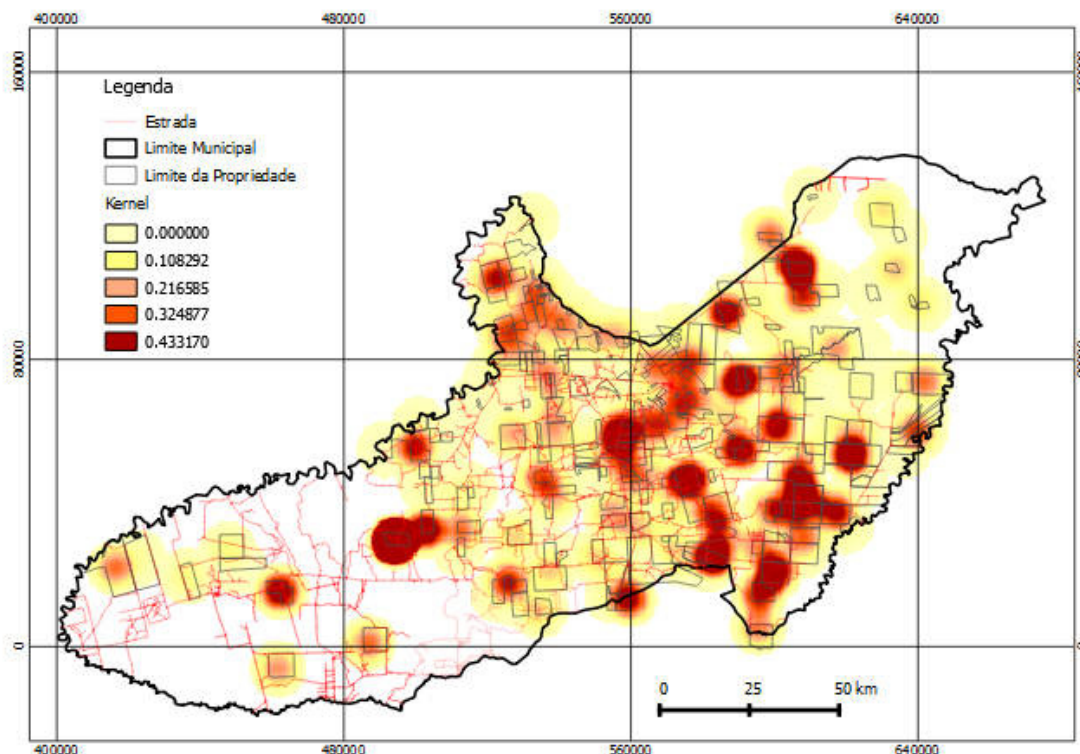 400000 480000 560000 640000
160000
Legenda
Estrada
Limite Municipal
Limite da Propriedade
Kernel
0.000000
0.108292
0.216585
0.324877
0.433170
80000
0 0
0 25 50 km
400000 480000 560000 640000